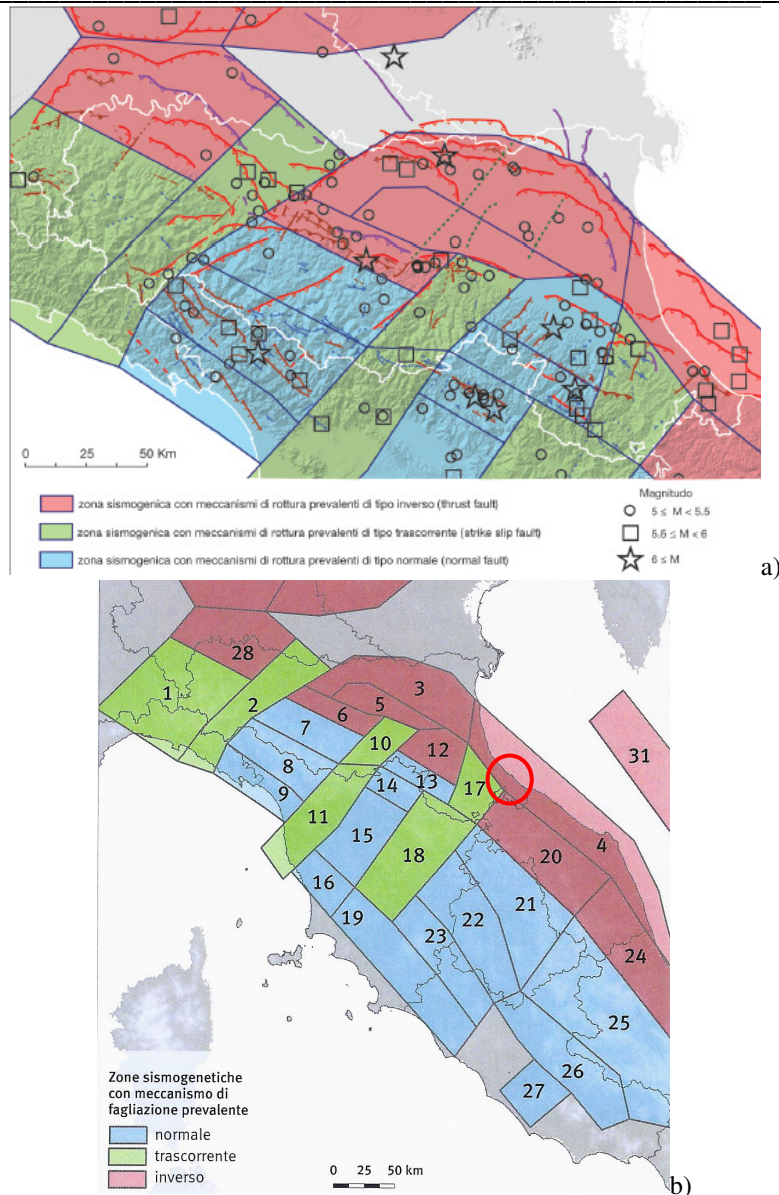 0 25 50 Km
zona sismogenica con meccanismi di rottura prevalenti di tipo inverso (thrust fault)
zona sismogenica con meccanismi di rottura prevalenti di tipo trascorrente (strike slip fault)
zona sismogenica con meccanismi di rottura prevalenti di tipo normale (normal fault)
Magnitudo
5 ≤ M < 5.5
5.5 ≤ M < 6
6 ≤ M
a)
28
1
2
3
5
6
7
10
12
31
8
13
14
17
9
11
4
15
20
18
16
21
19
22
23
24
25
26
27
Zone sismogenetiche
con meccanismo di
fagliazione prevalente
normale
trascorrente
inverso
0 25 50 km
b)